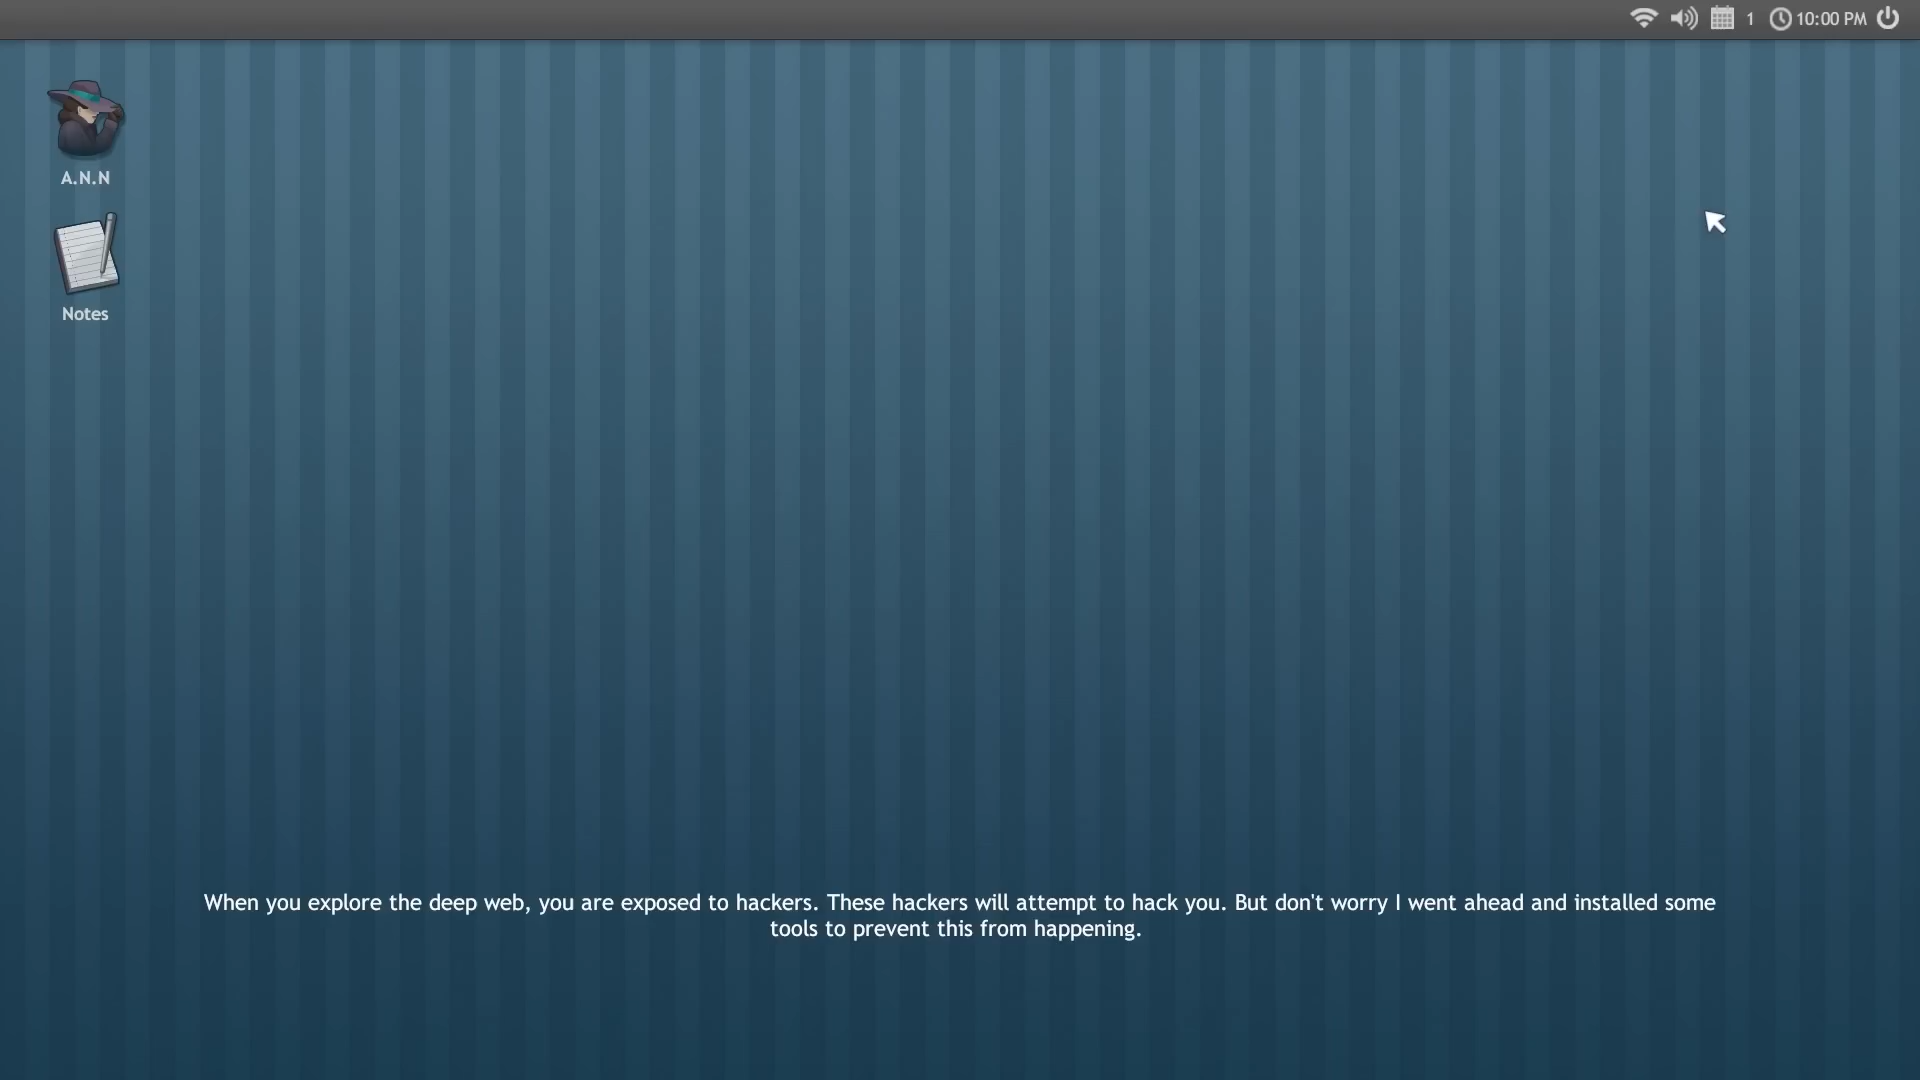 1 10:00 PM
A.N.N
Notes
When you explore the deep web, you are exposed to hackers. These hackers will attempt to hack you. But don't worry I went ahead and installed some
tools to prevent this from happening.